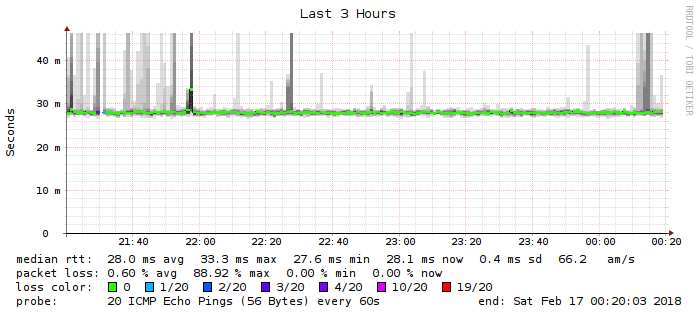 Last 3 Hours
RRDTOOL / TOBI OETIKER
Seconds
40 m
30 m
20 m
10 m
0
21:40 22:00 22:20 22:40 23:00 23:20 23:40 00:00 00:20
median rtt: 28.0 ms avg 33.3 ms max 27.6 ms min 28.1 ms now 0.4 ms sd 66.2 am/s
packet loss: 0.60 % avg 88.92 % max 0.00 % min 0.00 % now
loss color: 0 1/20 2/20 3/20 4/20 10/20 19/20
probe: 20 ICMP Echo Pings (56 Bytes) every 60s end: Sat Feb 17 00:20:03 2018